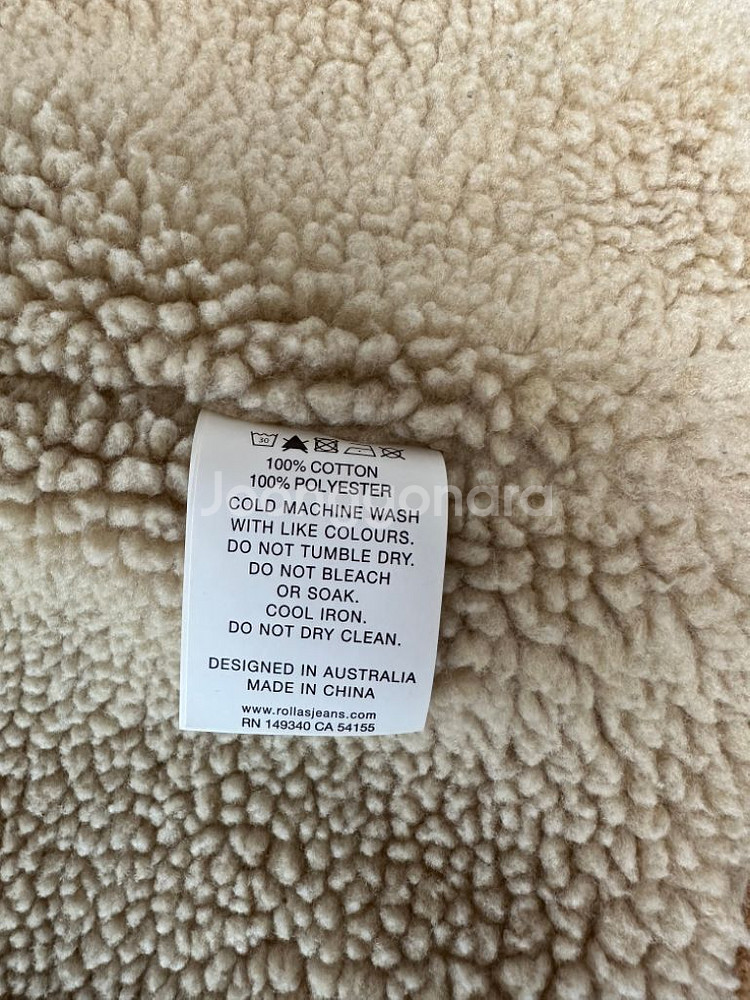 30
100% COTTON
100% POLYESTER
Joonggonara
COLD MACHINE WASH
WITH LIKE COLOURS.
DO NOT TUMBLE DRY.
DO NOT BLEACH
OR SOAK.
COOL IRON.
DO NOT DRY CLEAN.
DESIGNED IN AUSTRALIA
MADE IN CHINA
www.rollasjeans.com
RN 149340 CA 54155